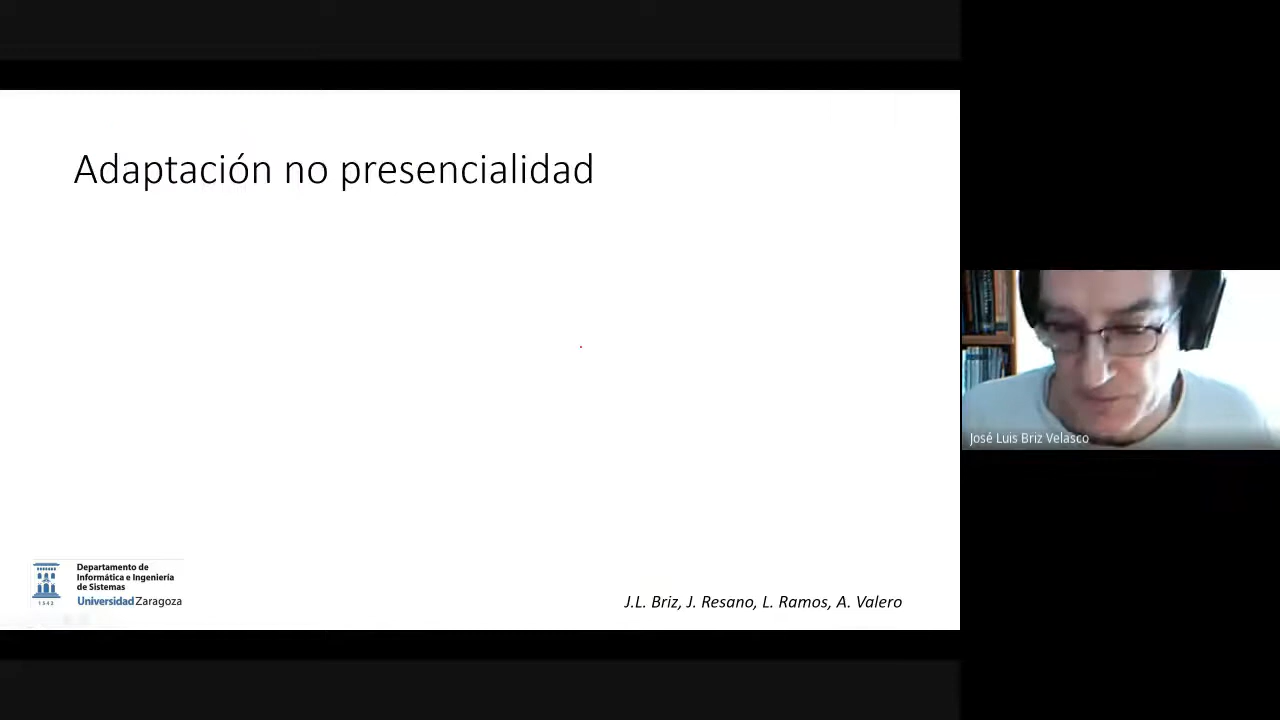 Adaptación no presencialidad
Departamento de
Informática e Ingeniería
de Sistemas
1542
Universidad Zaragoza
J.L. Briz, J. Resano, L. Ramos, A. Valero
José Luis Briz Velasco